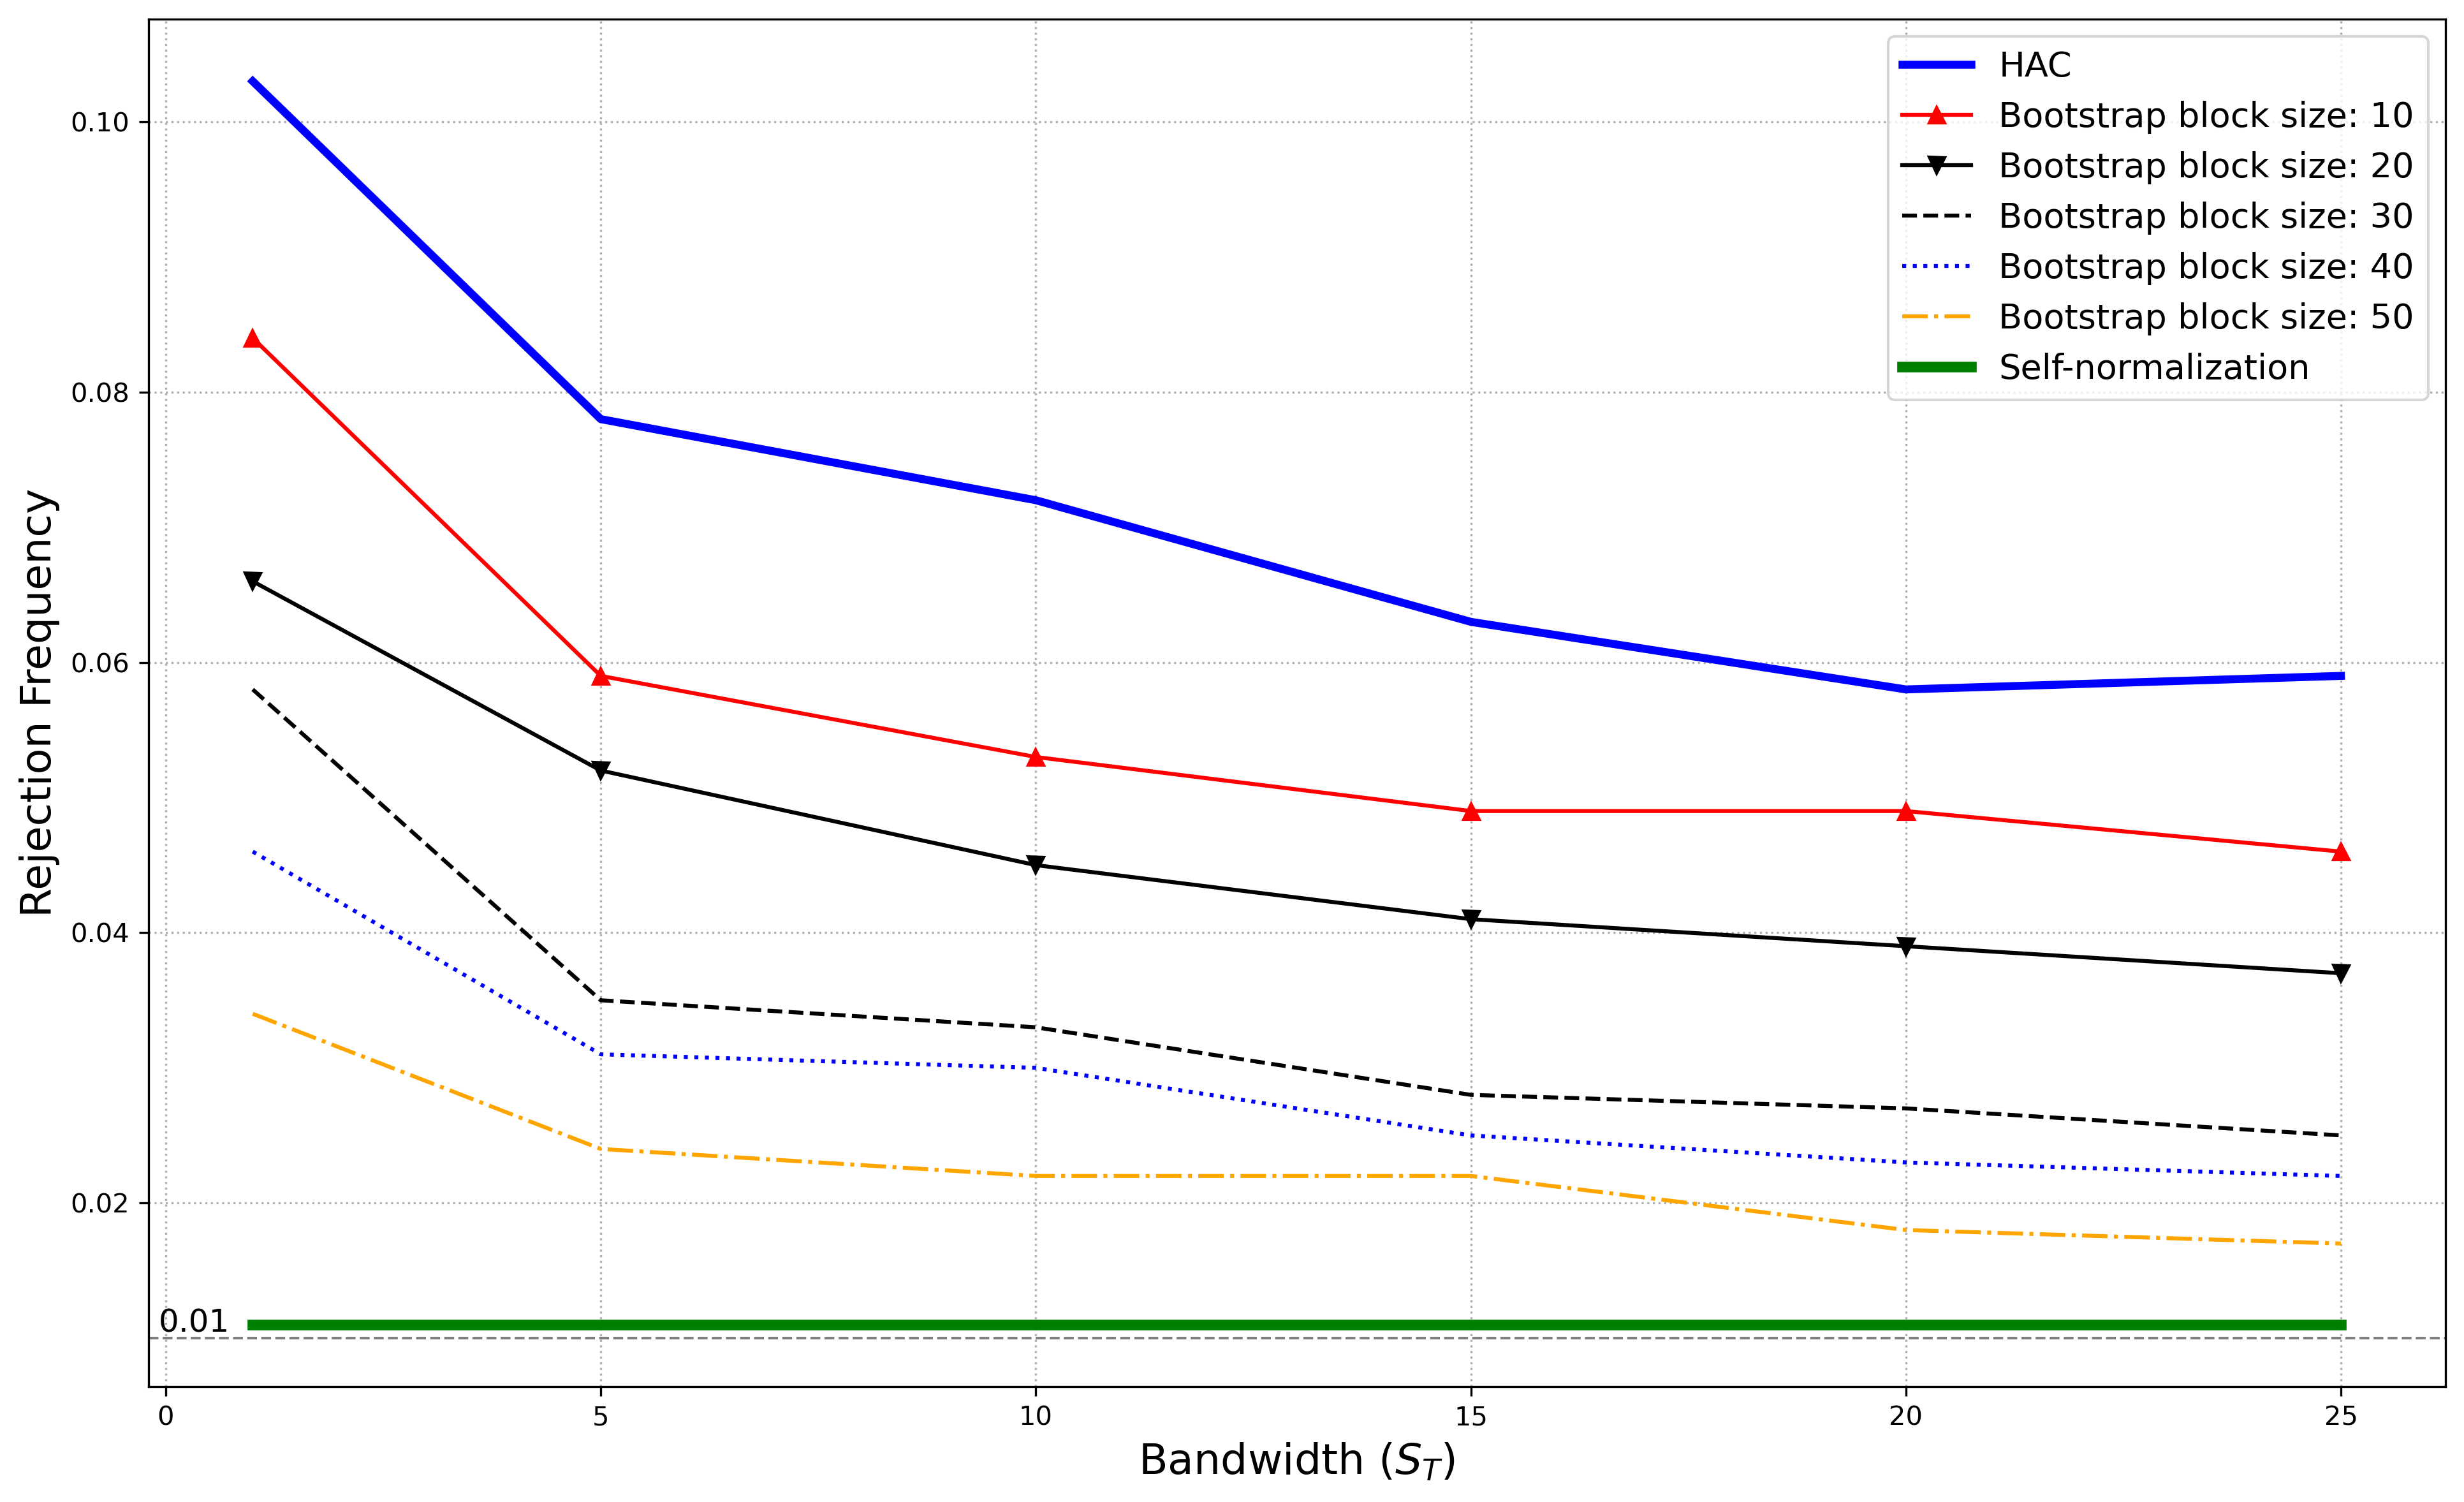 HAC
Bootstrap block size: 10
Bootstrap block size: 20
Bootstrap block size: 30
Bootstrap block size: 40
Bootstrap block size: 50
Self-normalization
Rejection Frequency
0.10
0.08
0.06
0.04
0.02
0.01
0 5 10 15 20 25
Bandwidth (S_T)